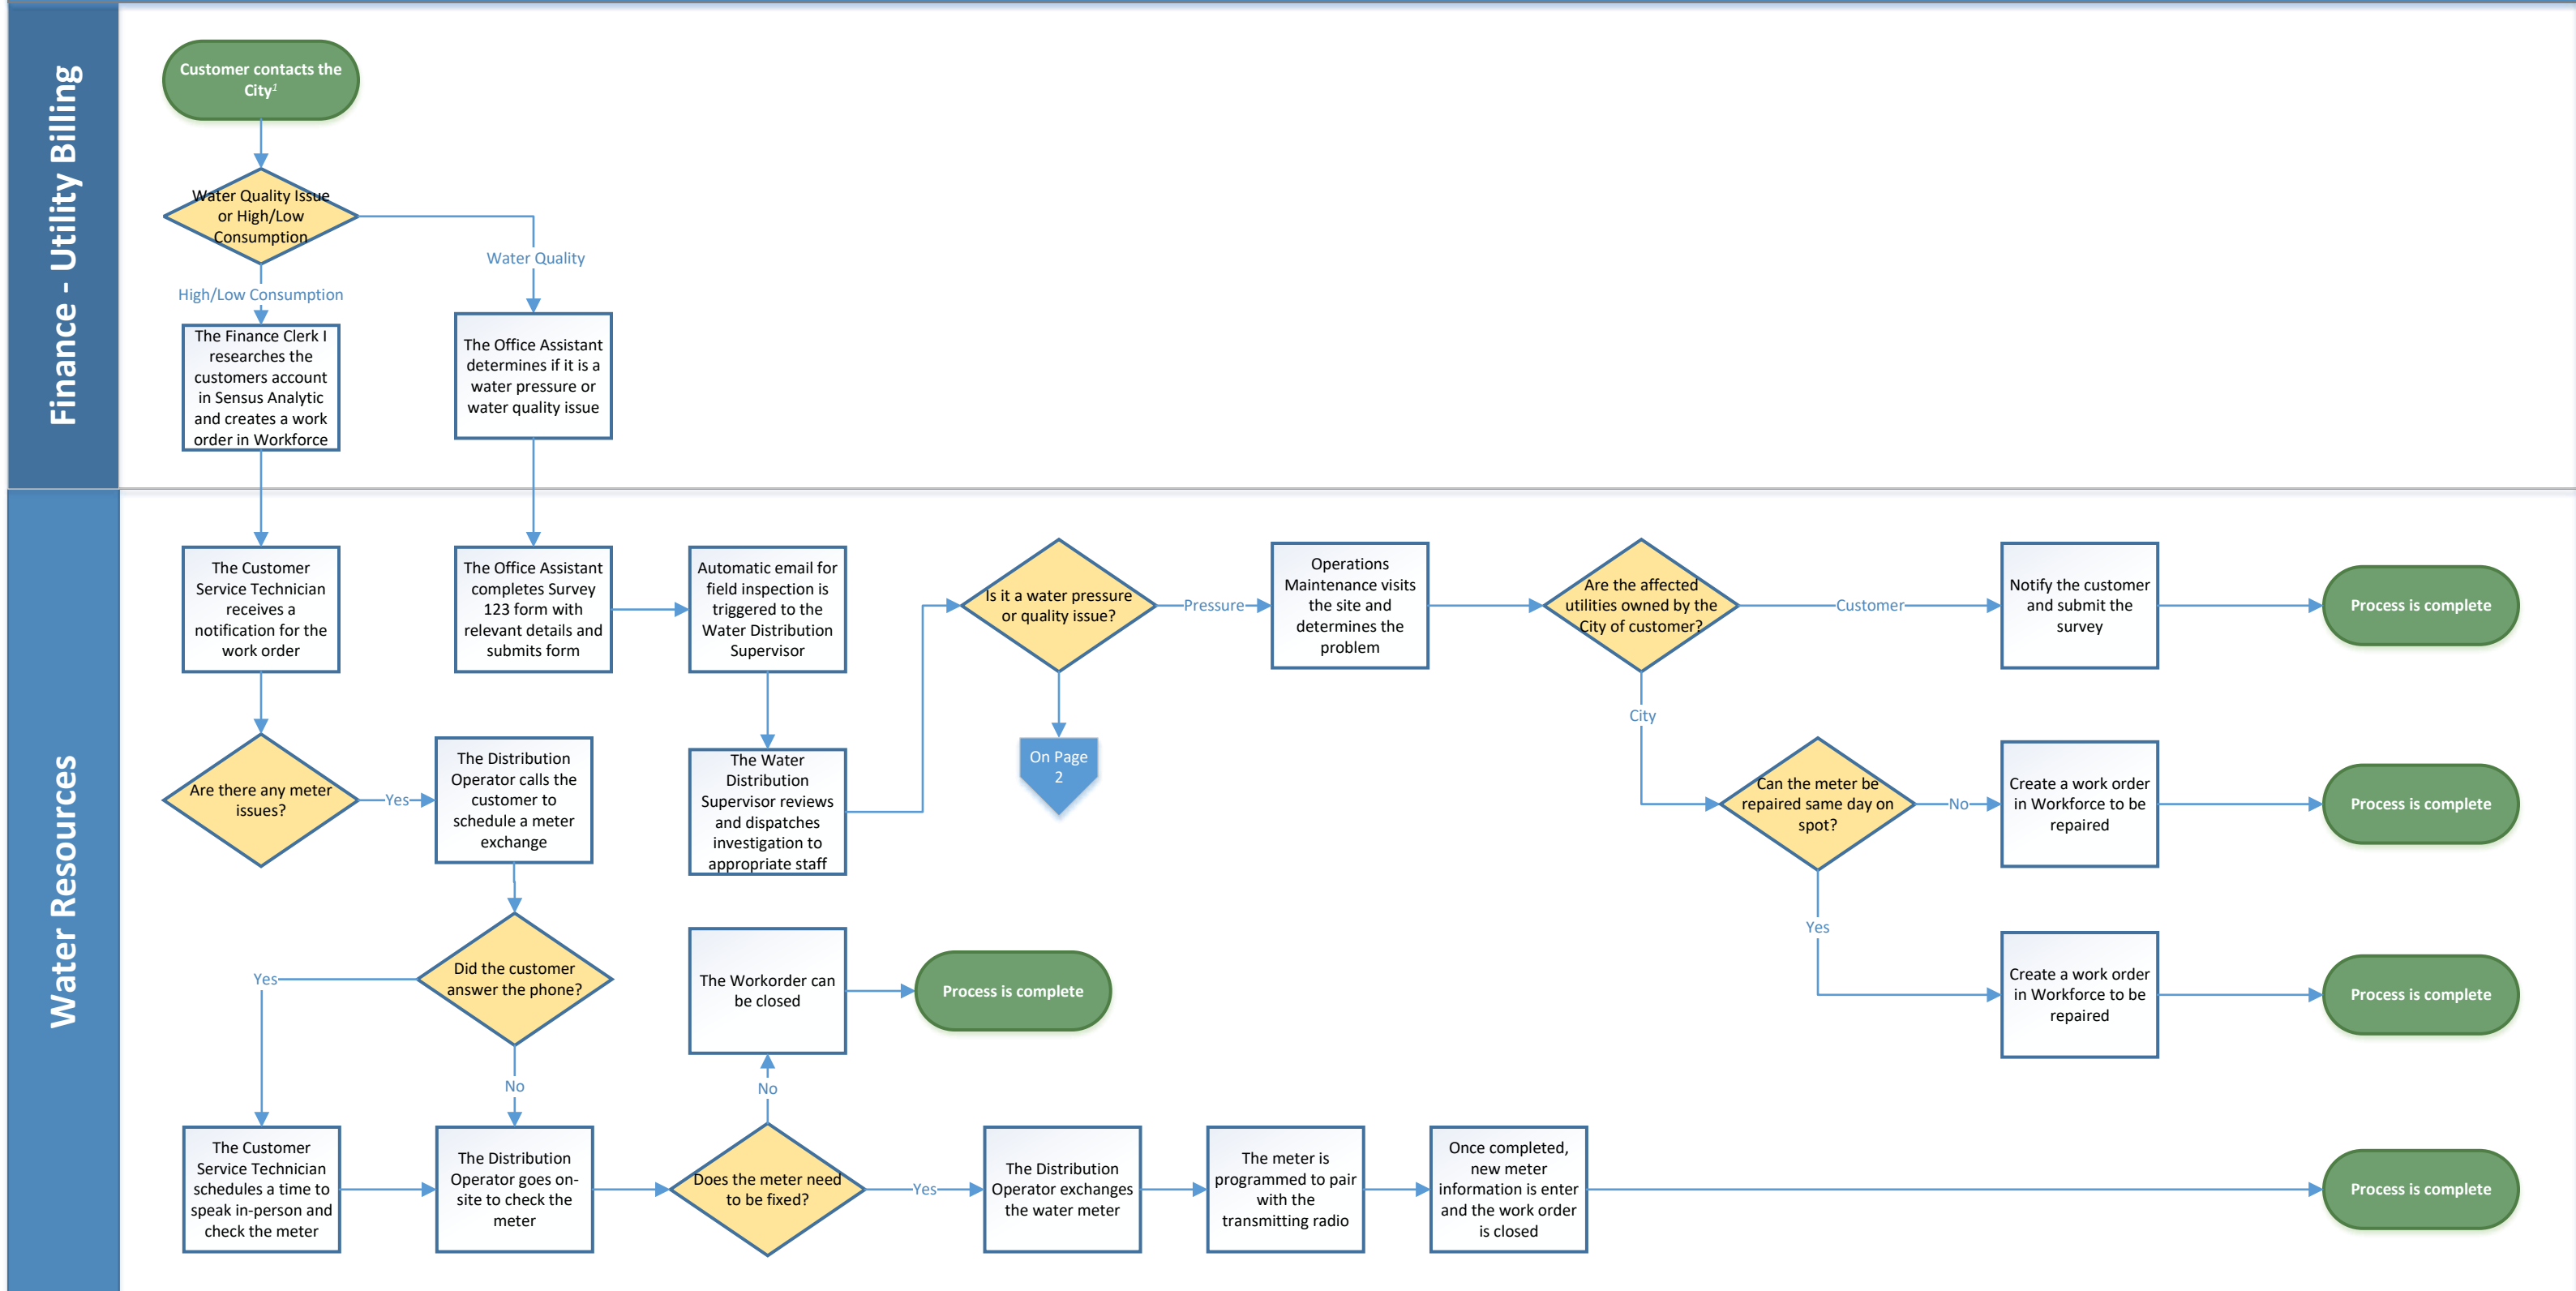 Finance - Utility Billing
Customer contacts the
City1
Water Quality Issue
or High/Low
Consumption
Water Quality
High/Low Consumption
The Finance Clerk I
researches the
customers account
in Sensus Analytic
and creates a work
order in Workforce
The Office Assistant
determines if it is a
water pressure or
water quality issue
Water Resources
The Customer
Service Technician
receives a
notification for the
work order
The Office Assistant
completes Survey
123 form with
relevant details and
submits form
Automatic email for
field inspection is
triggered to the
Water Distribution
Supervisor
Is it a water pressure
or quality issue?
Pressure
Operations
Maintenance visits
the site and
determines the
problem
Are the affected
utilities owned by the
City of customer?
Customer
Notify the customer
and submit the
survey
Process is complete
City
Are there any meter
issues?
Yes
The Distribution
Operator calls the
customer to
schedule a meter
exchange
The Water
Distribution
Supervisor reviews
and dispatches
investigation to
appropriate staff
On Page
2
Can the meter be
repaired same day on
spot?
No
Create a work order
in Workforce to be
repaired
Process is complete
Yes
Did the customer
answer the phone?
Yes
No
The Workorder can
be closed
Process is complete
Create a work order
in Workforce to be
repaired
Process is complete
No
The Customer
Service Technician
schedules a time to
speak in-person and
check the meter
The Distribution
Operator goes on-
site to check the
meter
Does the meter need
to be fixed?
Yes
The Distribution
Operator exchanges
the water meter
The meter is
programmed to pair
with the
transmitting radio
Once completed,
new meter
information is enter
and the work order
is closed
Process is complete